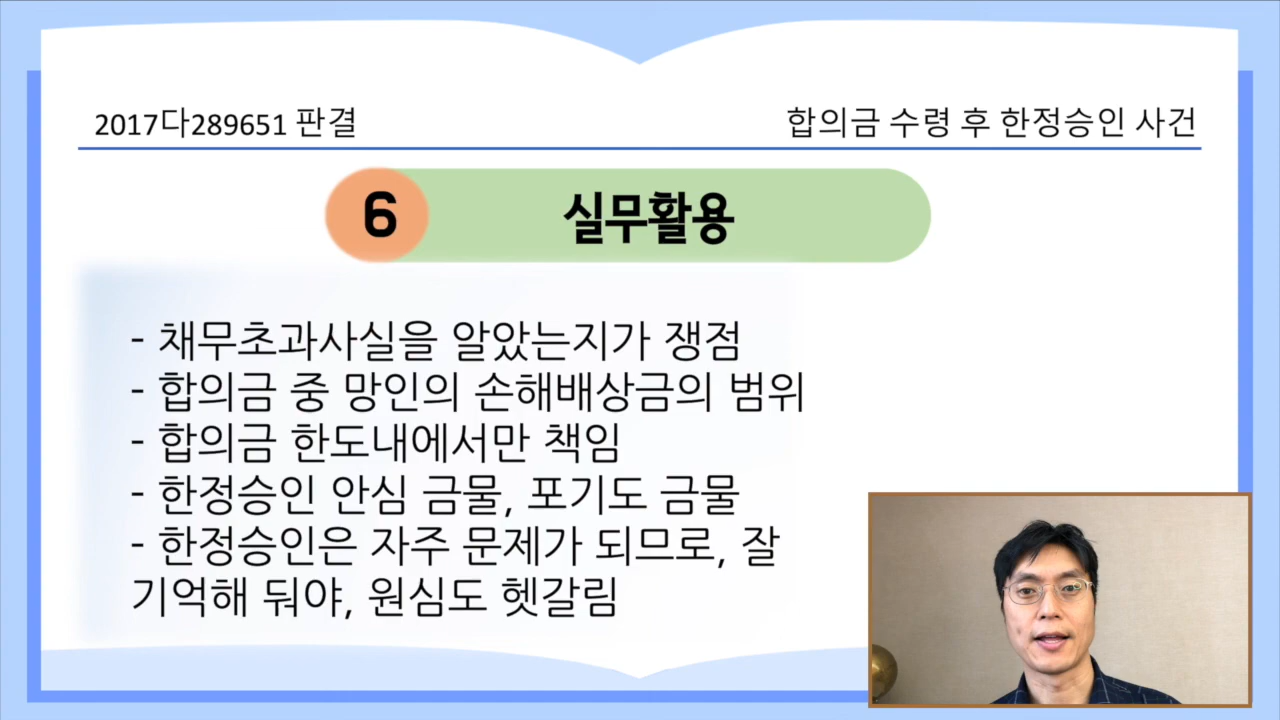 2017다289651 판결
합의금 수령 후 한정승인 사건
6
실무활용
- 채무초과사실을 알았는지가 쟁점
- 합의금 중 망인의 손해배상금의 범위
- 합의금 한도내에서만 책임
- 한정승인 안심 금물, 포기도 금물
- 한정승인은 자주 문제가 되므로, 잘
기억해 둬야, 원심도 헷갈림